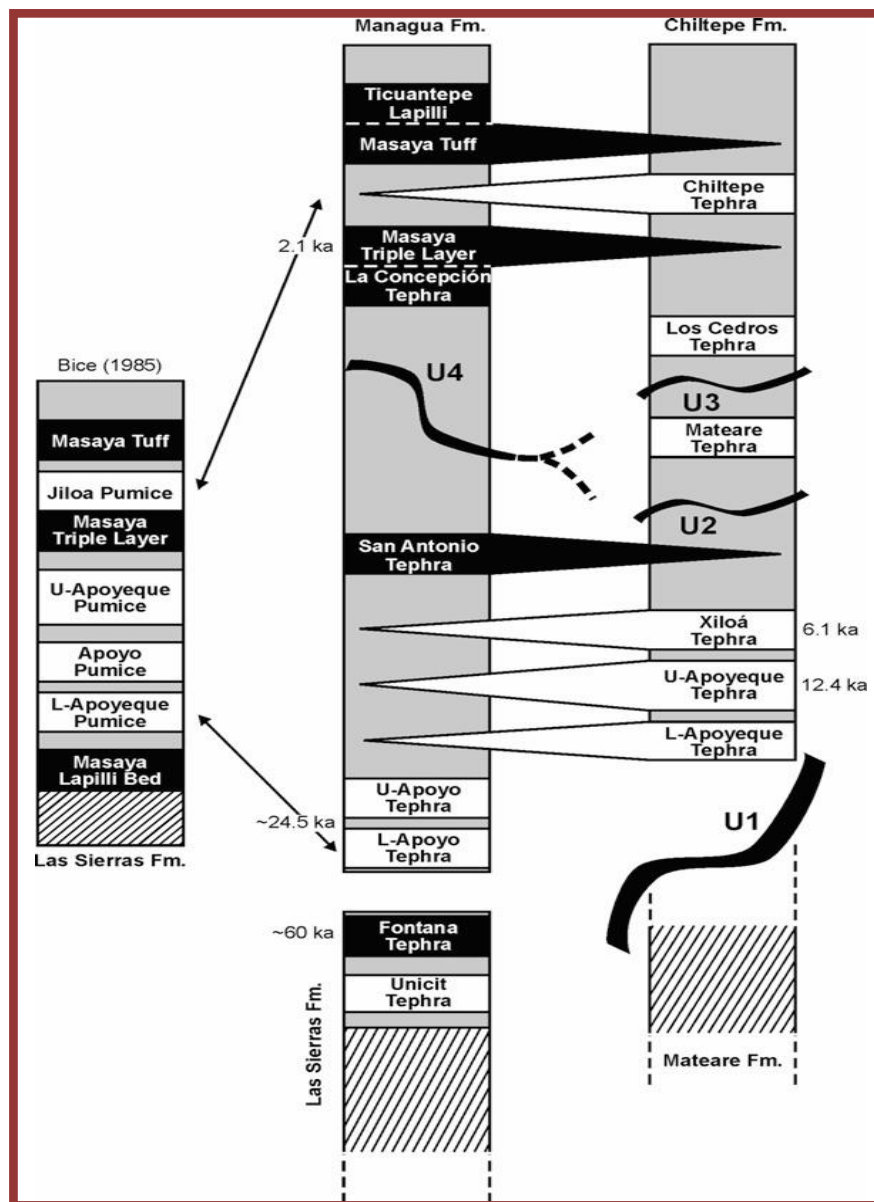 Managua Fm.
Chiltepe Fm.
Ticuantepe
Lapilli
Masaya Tuff
Chiltepe
Tephra
2.1 ka
Masaya
Triple Layer
La Concepción
Tephra
Los Cedros
Tephra
Bice (1985)
U4
U3
Masaya Tuff
Mateare
Tephra
Jiloa Pumice
Masaya
Triple Layer
U2
San Antonio
Tephra
U-Apoyeque
Pumice
Xiloá
Tephra
6.1 ka
Apoyo
Pumice
U-Apoyeque
Tephra
12.4 ka
L-Apoyeque
Pumice
L-Apoyeque
Tephra
Masaya
Lapilli Bed
U-Apoyo
Tephra
~24.5 ka
U1
L-Apoyo
Tephra
Las Sierras Fm.
~60 ka
Fontana
Tephra
Unicit
Tephra
Las Sierras Fm.
Mateare Fm.